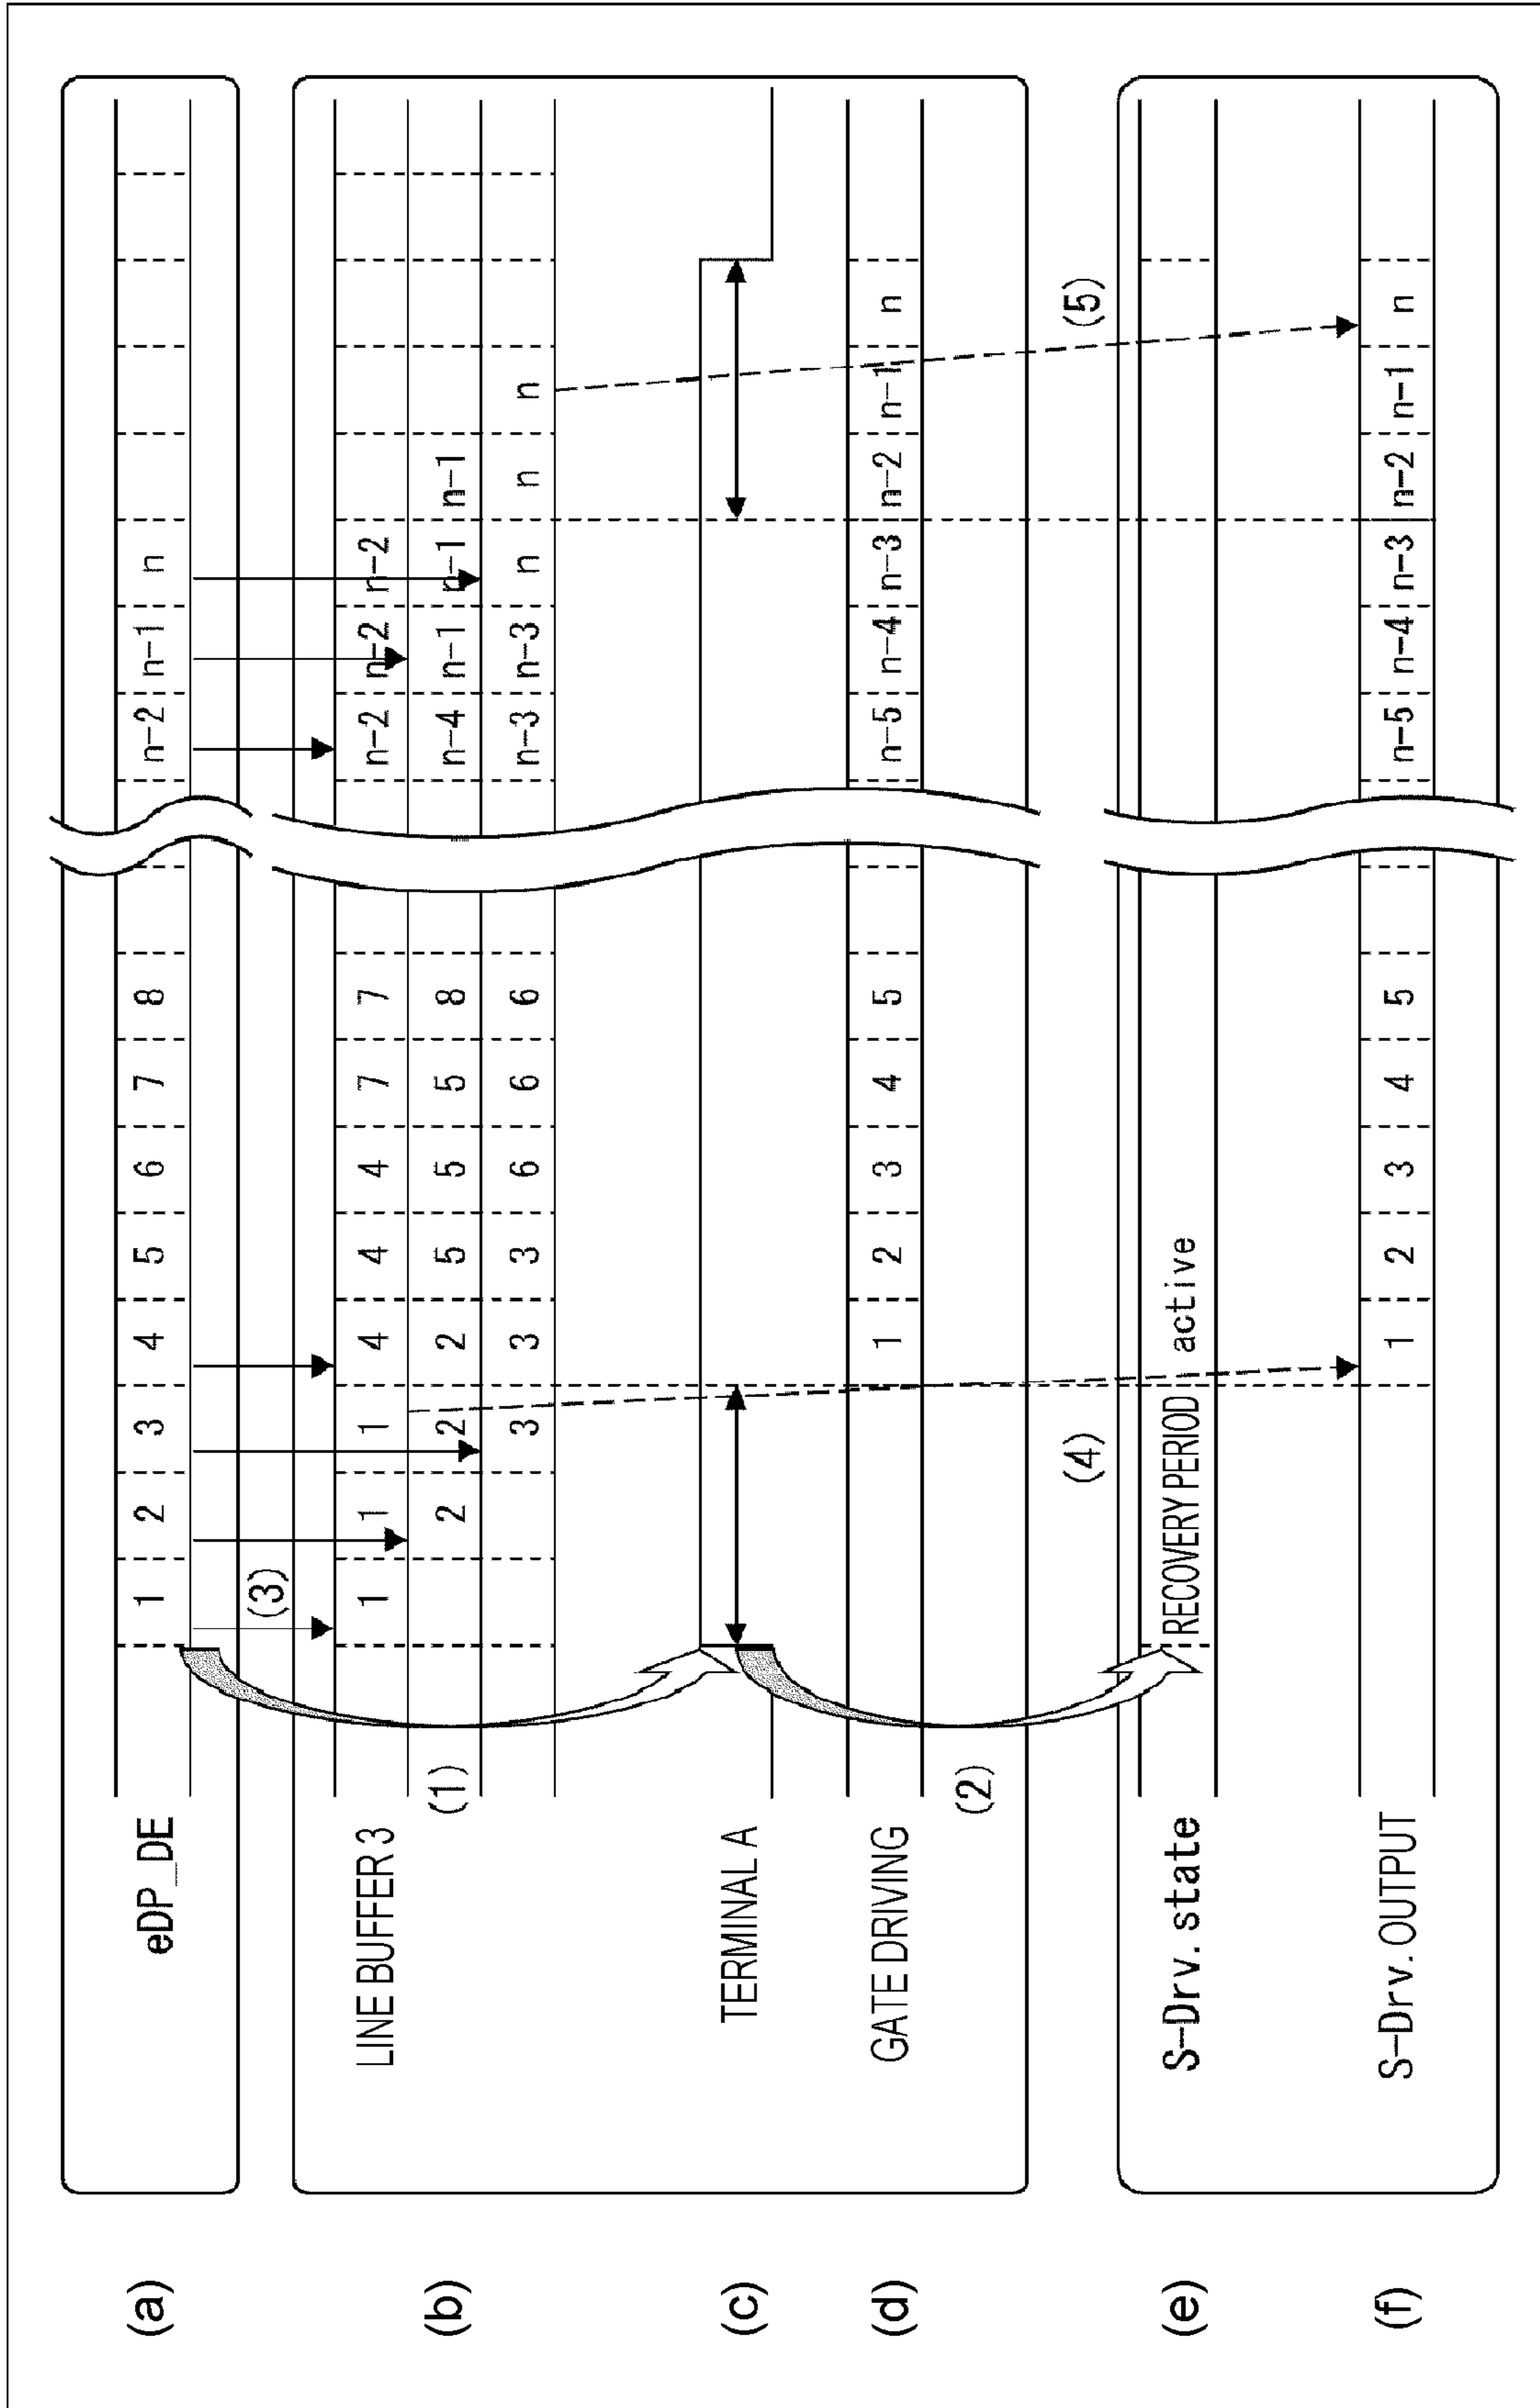 (a) eDP_DE 1 2 3 4 5 6 7 8 n-2 n-1 n
(3)
(b) LINE BUFFER 3 1 1 1 4 4 4 7 7 n-2 n-2 n-2
(1) 2 2 2 5 5 5 8 n-4 n-1 n-1 n-1
3 3 3 6 6 6 n-3 n-3 n n n
(c) TERMINAL A
(d) GATE DRIVING 1 2 3 4 5 n-5 n-4 n-3 n-2 n-1 n
(2)
(4) (5)
(e) S-Drv.state RECOVERY PERIOD active
(f) S-Drv.OUTPUT 1 2 3 4 5 n-5 n-4 n-3 n-2 n-1 n